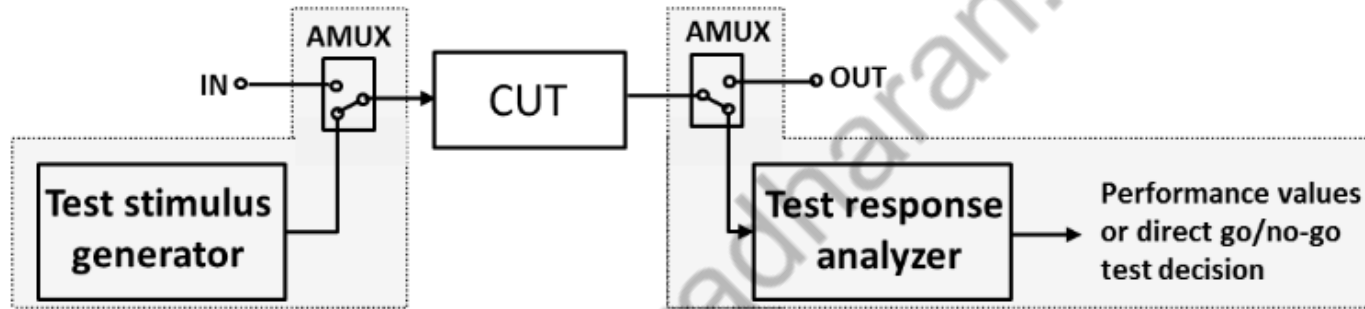 AMUX
AMUX
IN
CUT
OUT
Test stimulus
generator
Test response
analyzer
Performance values
or direct go/no-go
test decision